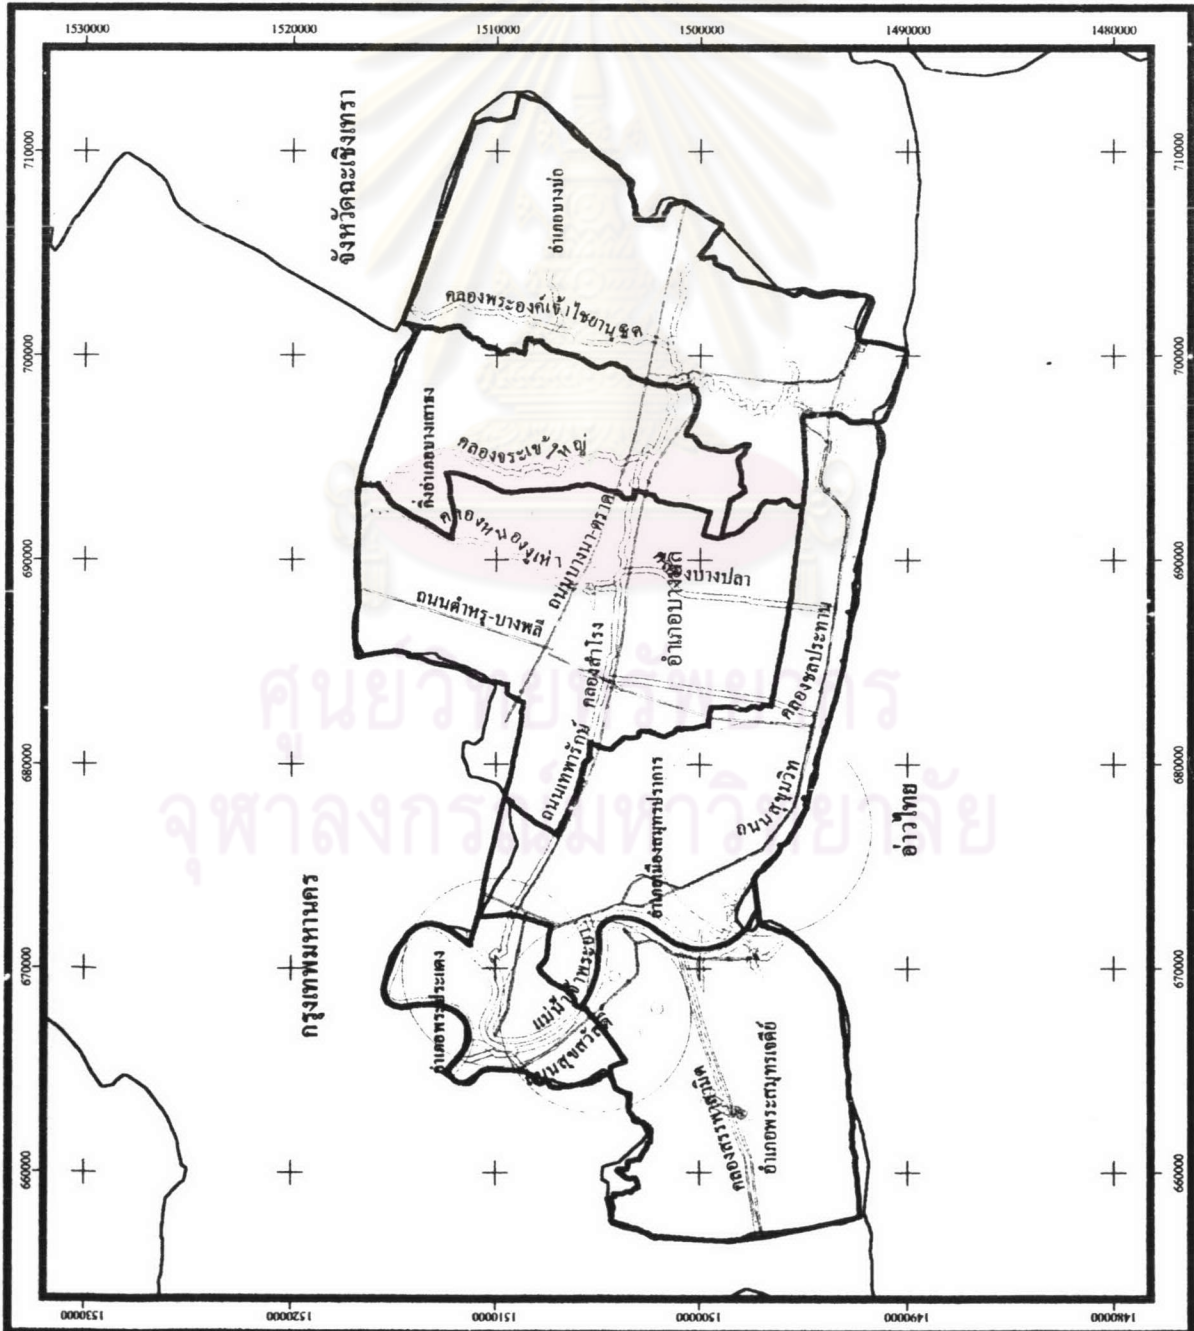 1530000
1520000
1510000
1500000
1490000
1480000
710000
700000
690000
680000
670000
660000
710000
700000
690000
680000
670000
660000
1530000
1520000
1510000
1500000
1490000
1480000
จังหวัดฉะเชิงเทรา
อำเภอบางบ่อ
คลองพระองค์เจ้าไชยานุชิต
กิ่งอำเภอบางเสาธง
คลองจระเข้ใหญ่
คลองหนองงูเห่า
ถนนบางนา-ตราด
คลองบางปลา
ถนนตำหรุ-บางพลี
อำเภอบางพลี
คลองสำโรง
คลองชลประทาน
ถนนเทพารักษ์
ถนนสุขุมวิท
อำเภอเมืองสมุทรปราการ
อ่าวไทย
กรุงเทพมหานคร
อำเภอพระประแดง
แม่น้ำเจ้าพระยา
ถนนสุขสวัสดิ์
คลองสรรพสามิต
อำเภอพระสมุทรเจดีย์
ศูนย์วิทยทรัพยากร
จุฬาลงกรณ์มหาวิทยาลัย